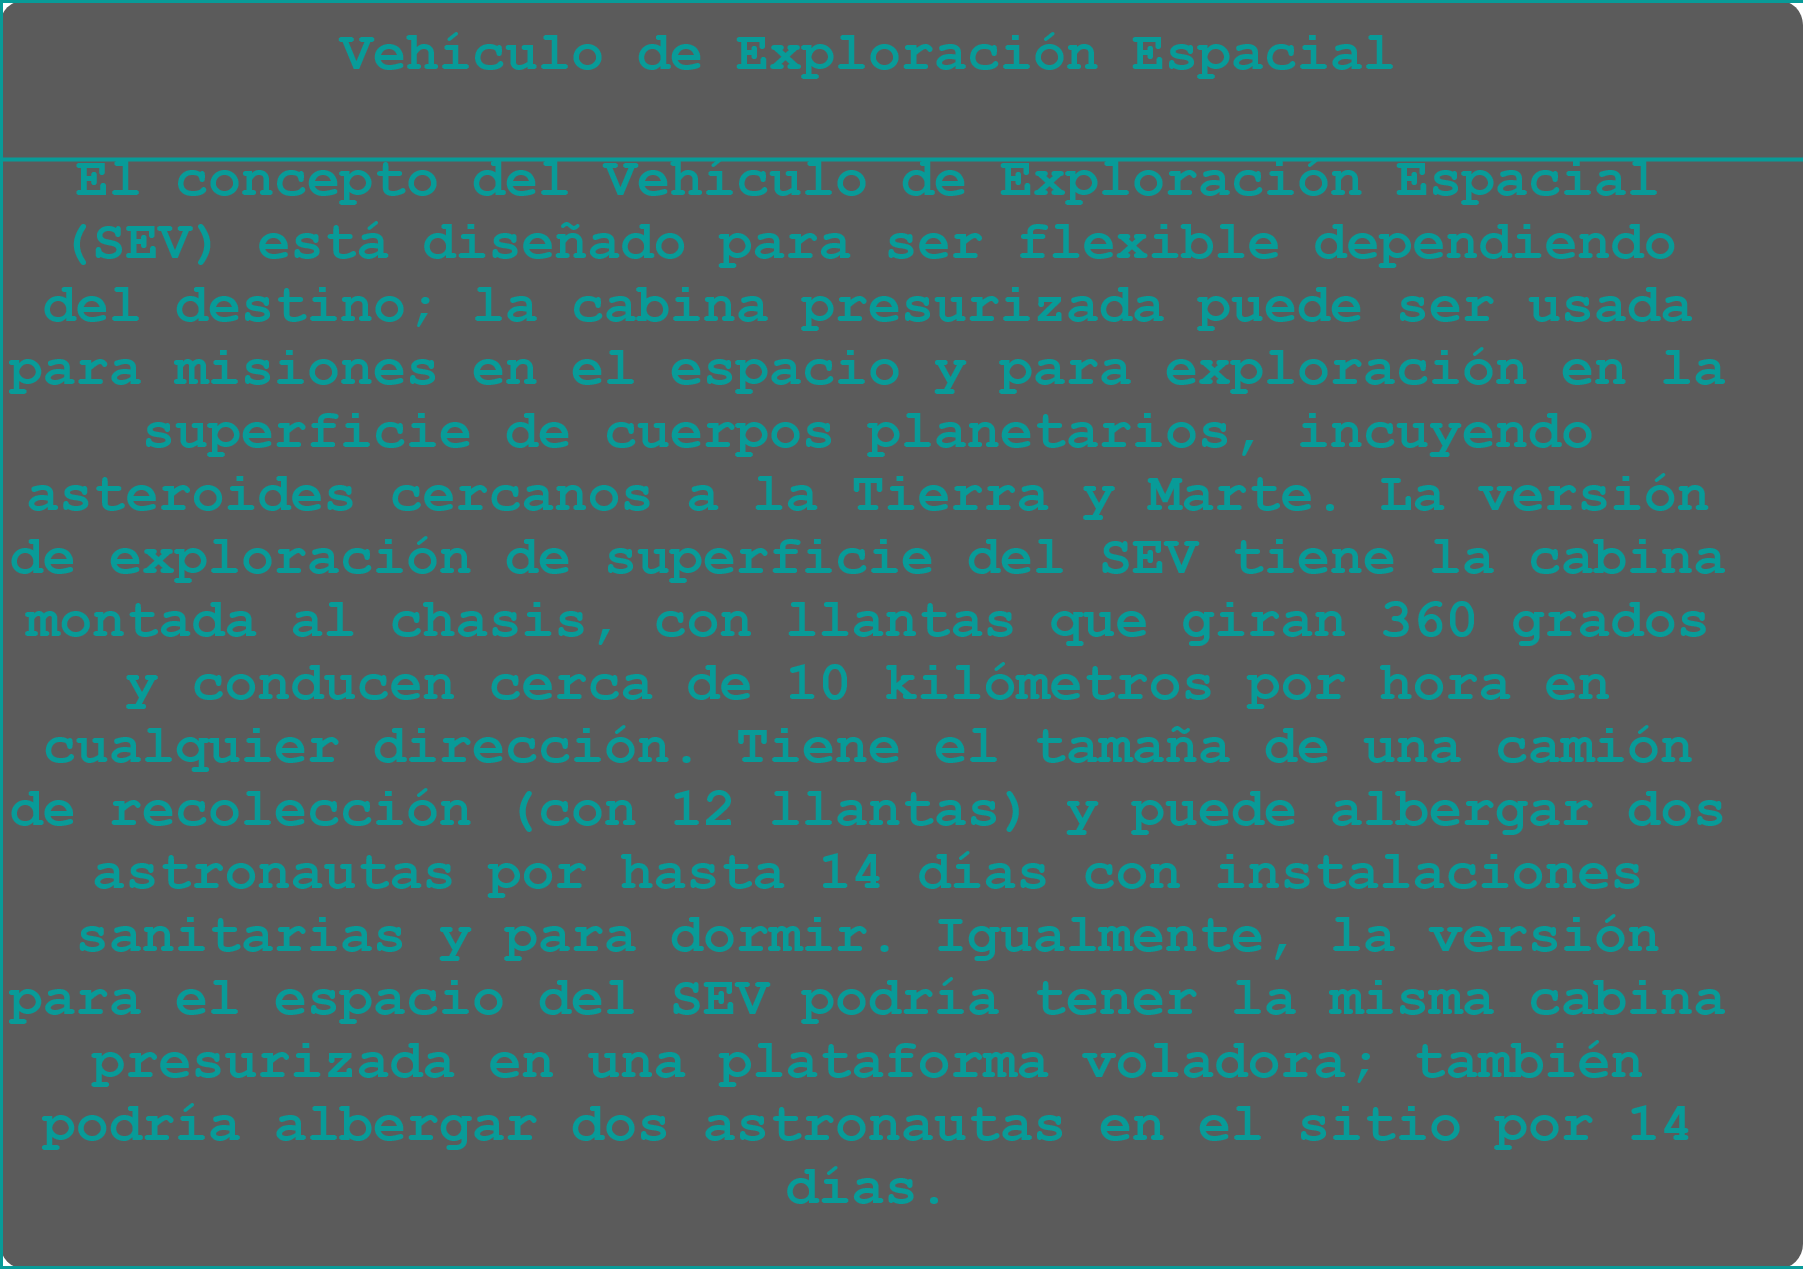 Vehículo de Exploración Espacial
El concepto del Vehículo de Exploración Espacial
(SEV) está diseñado para ser flexible dependiendo
del destino; la cabina presurizada puede ser usada
para misiones en el espacio y para exploración en la
superficie de cuerpos planetarios, incuyendo
asteroides cercanos a la Tierra y Marte. La versión
de exploración de superficie del SEV tiene la cabina
montada al chasis, con llantas que giran 360 grados
y conducen cerca de 10 kilómetros por hora en
cualquier dirección. Tiene el tamaña de una camión
de recolección (con 12 llantas) y puede albergar dos
astronautas por hasta 14 días con instalaciones
sanitarias y para dormir. Igualmente, la versión
para el espacio del SEV podría tener la misma cabina
presurizada en una plataforma voladora; también
podría albergar dos astronautas en el sitio por 14
días.